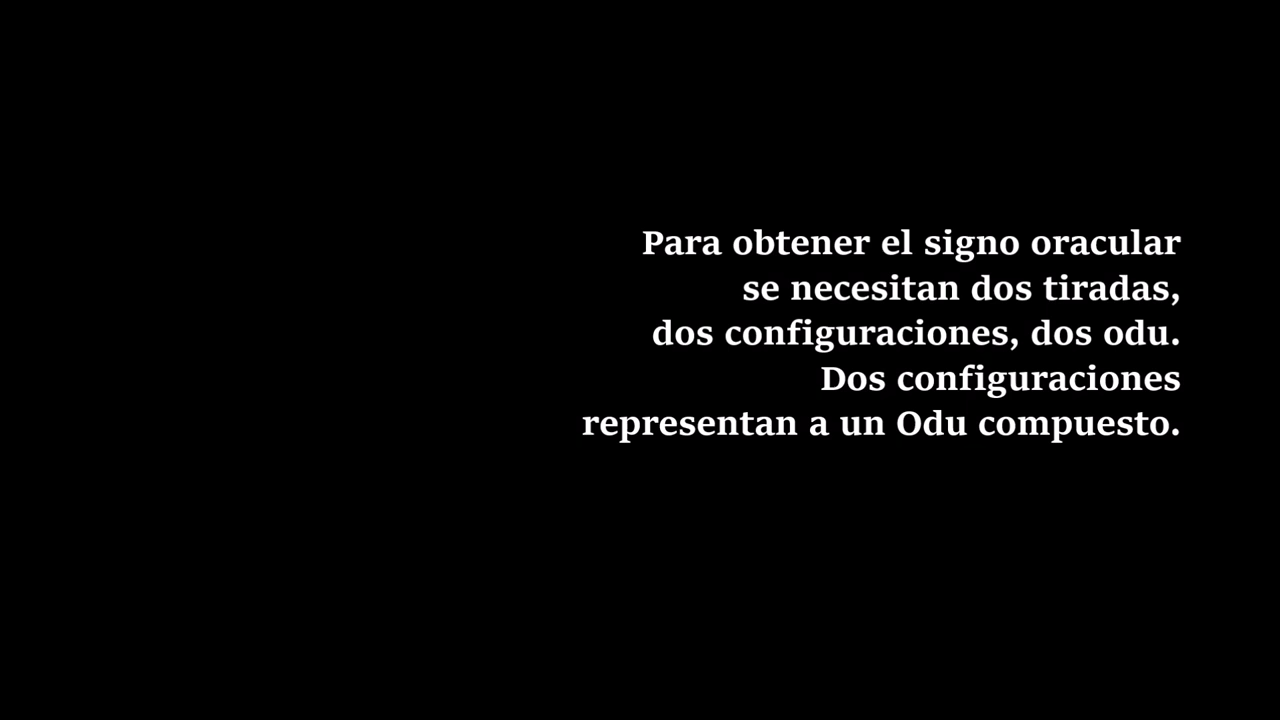 Para obtener el signo oracular
se necesitan dos tiradas,
dos configuraciones, dos odu.
Dos configuraciones
representan a un Odu compuesto.